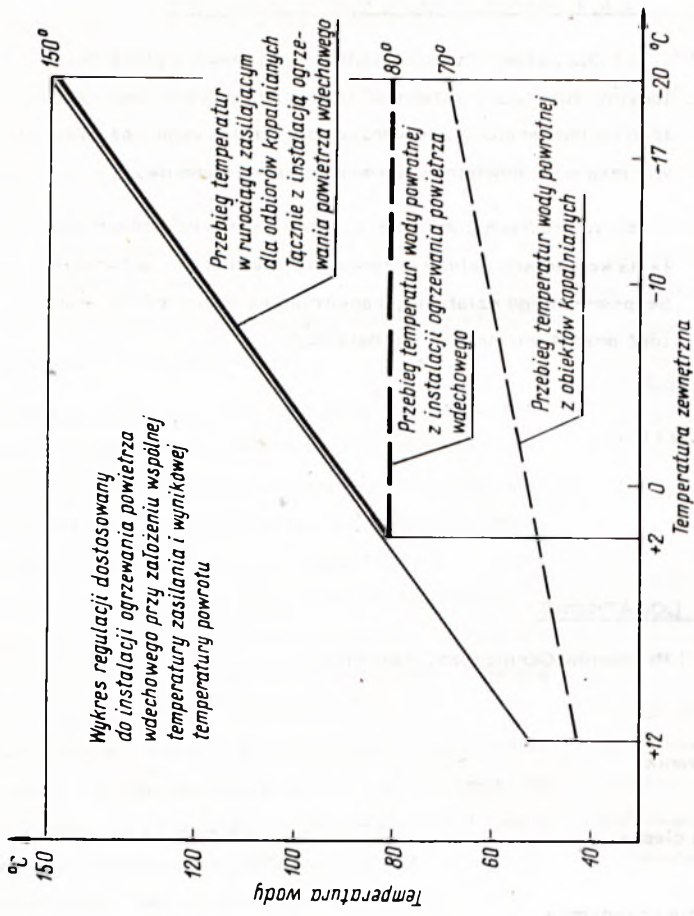 Wykres regulacji dostosowany
do instalacji ogrzewania powietrza
wdechowego przy założeniu wspólnej
temperatury zasilania i wynikowej
temperatury powrotu
°C
150
120
100
80
60
40
Temperatura wody
150°
Przebieg temperatur
w rurociągu zasilającym
dla odbiorów kopalnianych
łącznie z instalacją ogrze-
wania powietrza wdechowego
80°
Przebieg temperatur wody powrotnej
z instalacji ogrzewania powietrza
wdechowego
70°
Przebieg temperatur wody powrotnej
z obiektów kopalnianych
+12
+2
0
-10
-17
-20 °C
Temperatura zewnętrzna